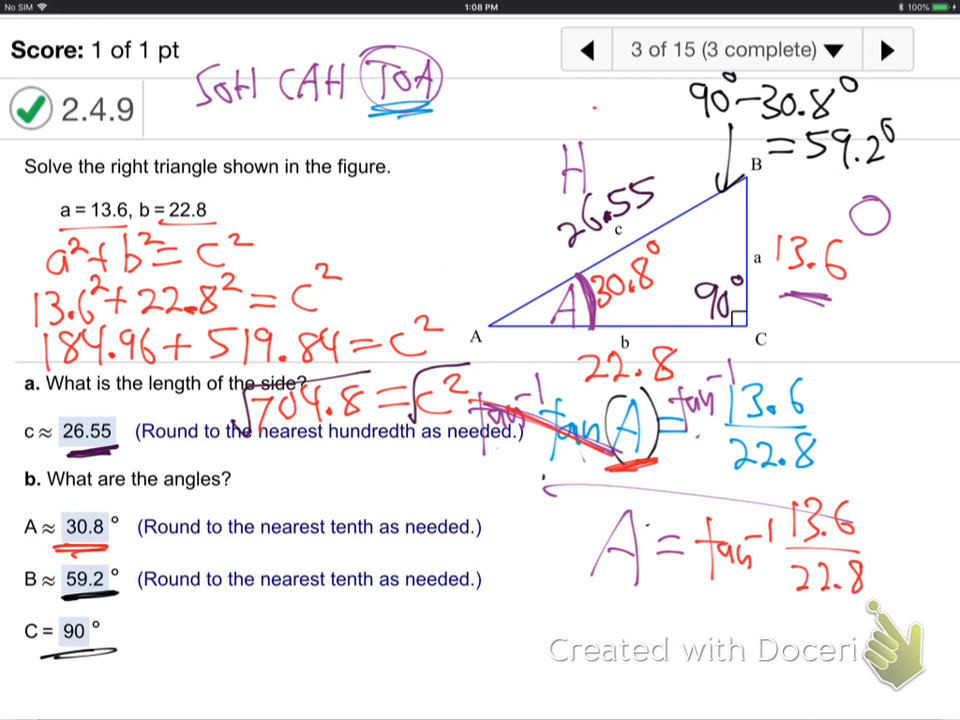 No SIM 1:08 PM 100%
Score: 1 of 1 pt 3 of 15 (3 complete)
2.4.9 SOH CAH TOA
90° - 30.8°
= 59.2°
Solve the right triangle shown in the figure.
a = 13.6, b = 22.8
a² + b² = c²
13.6² + 22.8² = c²
184.96 + 519.84 = c²
√704.8 = √c²
H
26.55
c
B
a 13.6
O
A
A 30.8°
90°
C
b
22.8
a. What is the length of the side?
c ≈ 26.55 (Round to the nearest hundredth as needed.)
tan⁻¹ tan(A) = tan⁻¹ 13.6
22.8
b. What are the angles?
A ≈ 30.8° (Round to the nearest tenth as needed.)
B ≈ 59.2° (Round to the nearest tenth as needed.)
C = 90°
A = tan⁻¹ 13.6
22.8
Created with Doceri